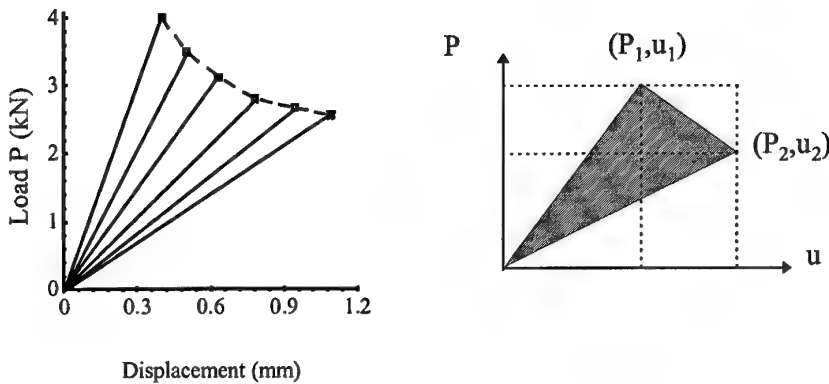 4
3
2
1
0
Load P (kN)
0 0.3 0.6 0.9 1.2
Displacement (mm)
P
(P₁,u₁)
(P₂,u₂)
u